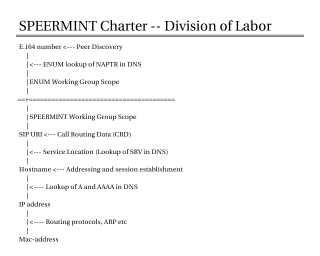 SPEERMINT Charter -- Division of Labor
E.164 number <--- Peer Discovery
|
|<--- ENUM lookup of NAPTR in DNS
|
|ENUM Working Group Scope
|
=========================================
|
|SPEERMINT Working Group Scope
|
SIP URI <--- Call Routing Data (CRD)
|
|<--- Service Location (Lookup of SRV in DNS)
|
Hostname <--- Addressing and session establishment
|
|<---- Lookup of A and AAAA in DNS
|
IP address
|
|<---- Routing protocols, ARP etc
|
Mac-address